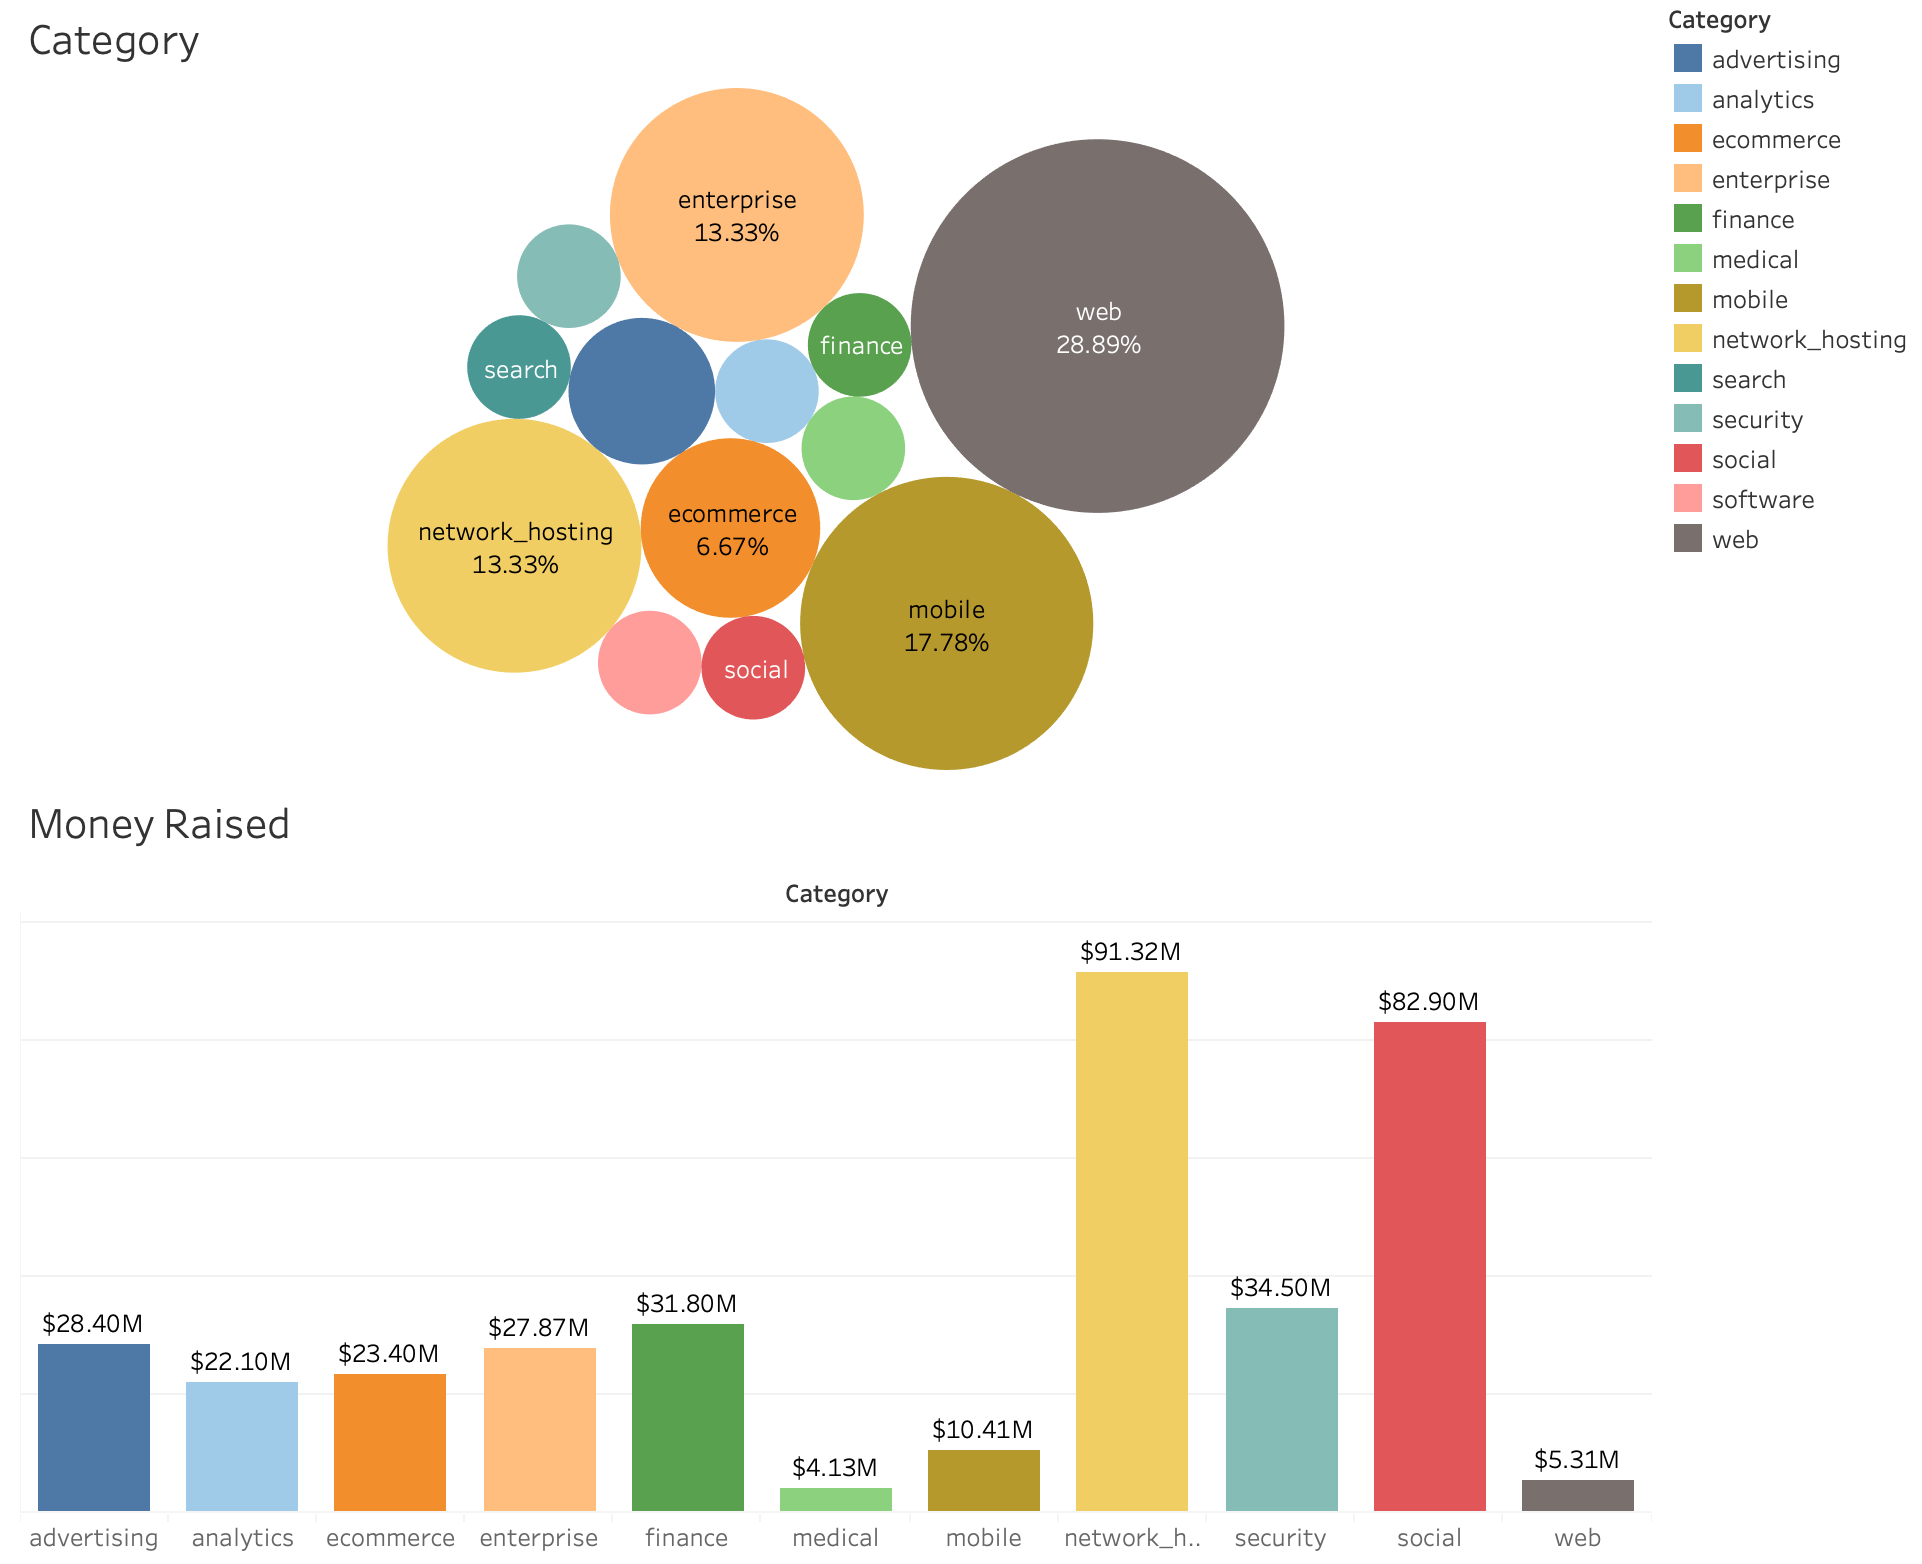 Category
enterprise
13.33%
web
28.89%
finance
search
ecommerce
6.67%
network_hosting
13.33%
mobile
17.78%
social
Category
advertising
analytics
ecommerce
enterprise
finance
medical
mobile
network_hosting
search
security
social
software
web
Money Raised
Category
$91.32M
$82.90M
$34.50M
$31.80M
$28.40M
$27.87M
$23.40M
$22.10M
$10.41M
$5.31M
$4.13M
advertising analytics ecommerce enterprise finance medical mobile network_h.. security social web